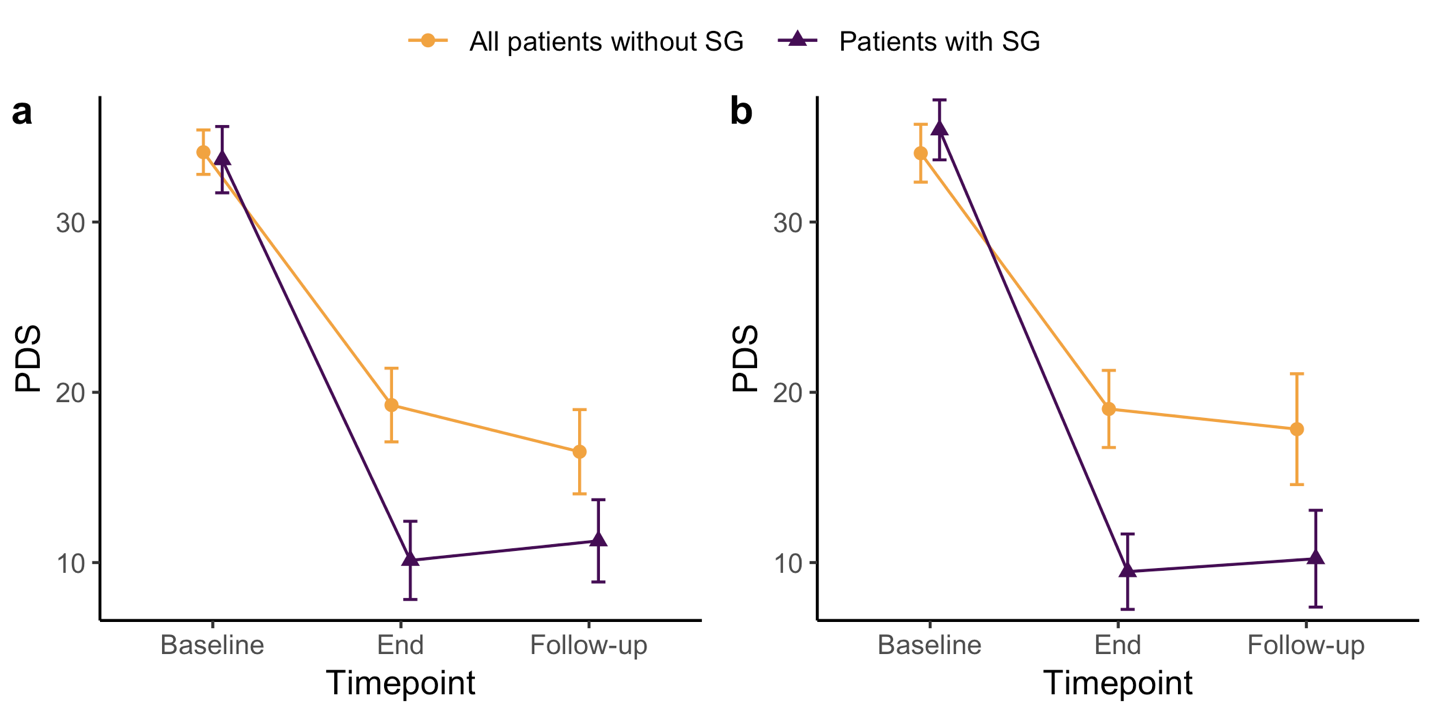 All patients without SG Patients with SG
a
PDS
30
20
10
Baseline End Follow-up
Timepoint
b
PDS
30
20
10
Baseline End Follow-up
Timepoint